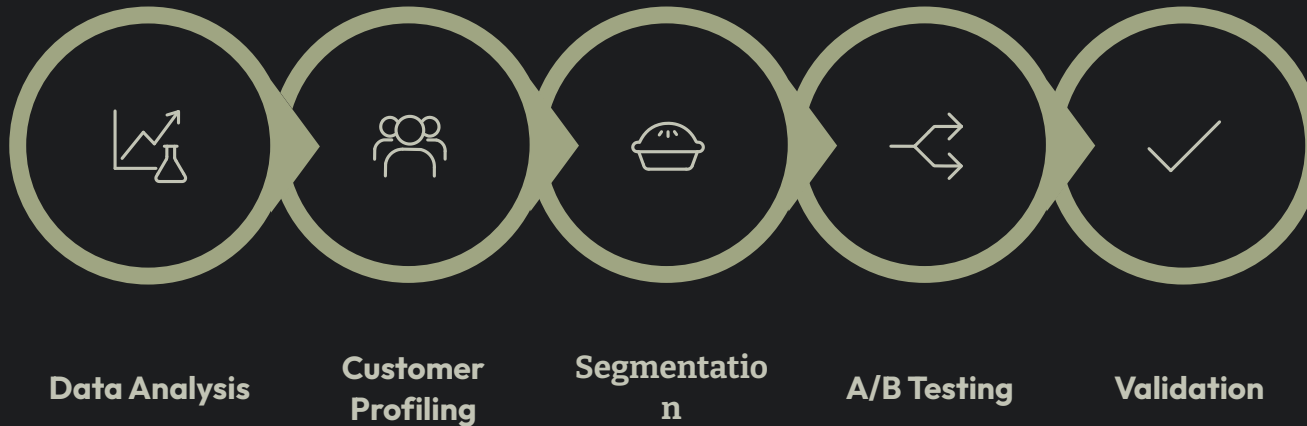 Data Analysis
Customer
Profiling
Segmentatio
n
A/B Testing
Validation